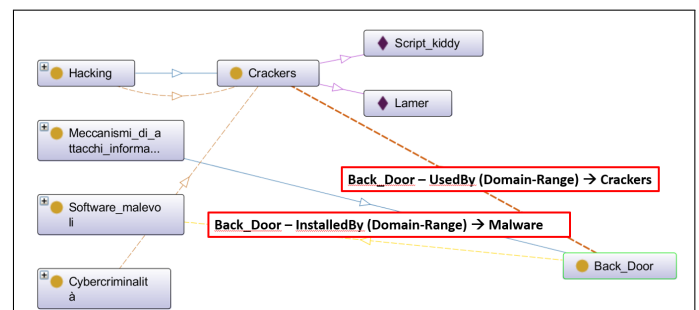 Script_kiddy
Hacking
Crackers
Lamer
Meccanismi_di_a
ttacchi_informa...
Back_Door – UsedBy (Domain-Range) → Crackers
Software_malevo
li
Back_Door – InstalledBy (Domain-Range) → Malware
Back_Door
Cybercriminalit
à